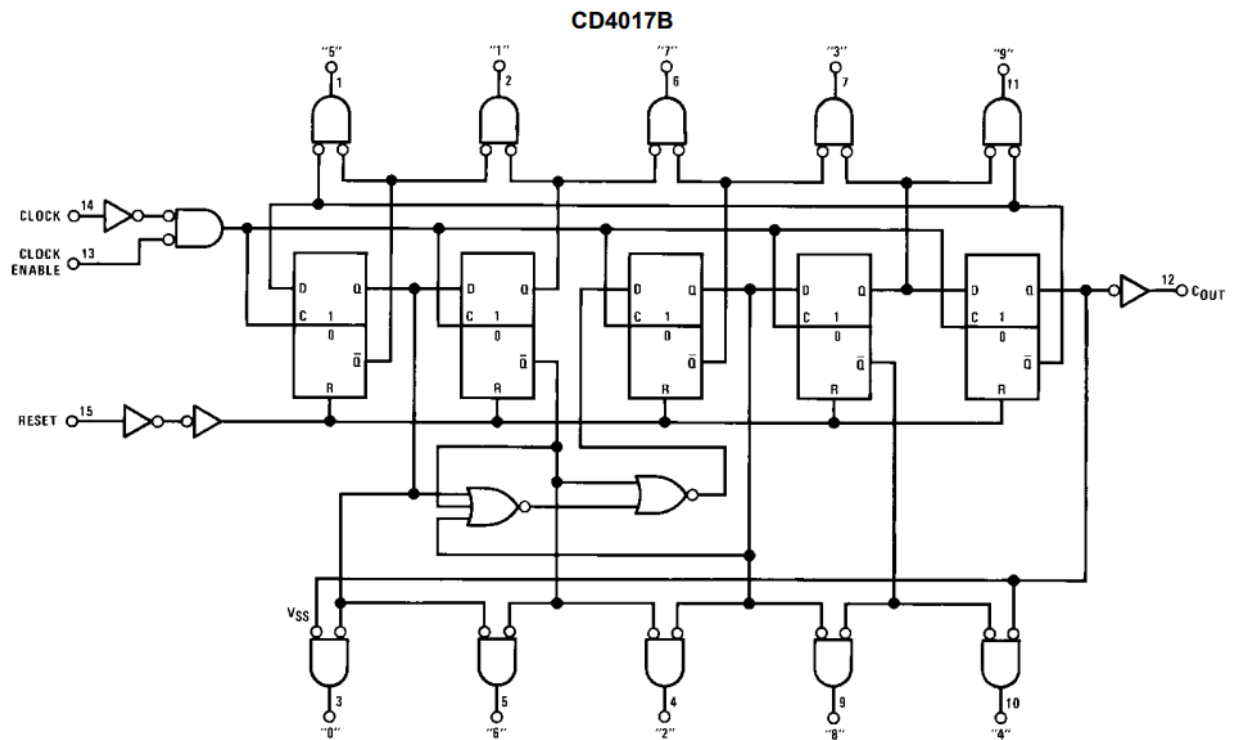 CD4017B
"5" "1" "7" "3" "9"
1 2 6 7 11
CLOCK 14
CLOCK ENABLE 13
D Q D Q D Q D Q D Q 12 COUT
C 1 C 1 C 1 C 1 C 1
0 0 0 0 0
Q̅ Q̅ Q̅ Q̅ Q̅
R R R R R
RESET 15
VSS
3 5 4 9 10
"0" "6" "2" "8" "4"